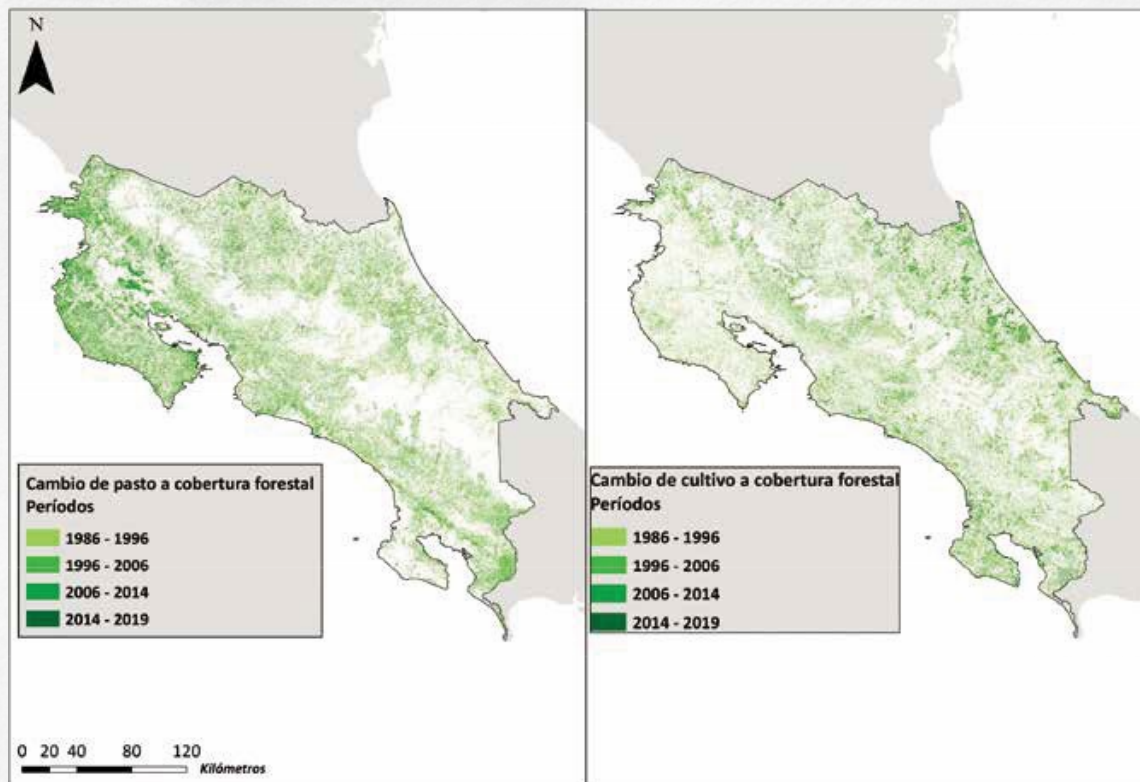 N
Cambio de pasto a cobertura forestal
Períodos
1986 - 1996
1996 - 2006
2006 - 2014
2014 - 2019
0 20 40 80 120
Kilómetros
Cambio de cultivo a cobertura forestal
Períodos
1986 - 1996
1996 - 2006
2006 - 2014
2014 - 2019